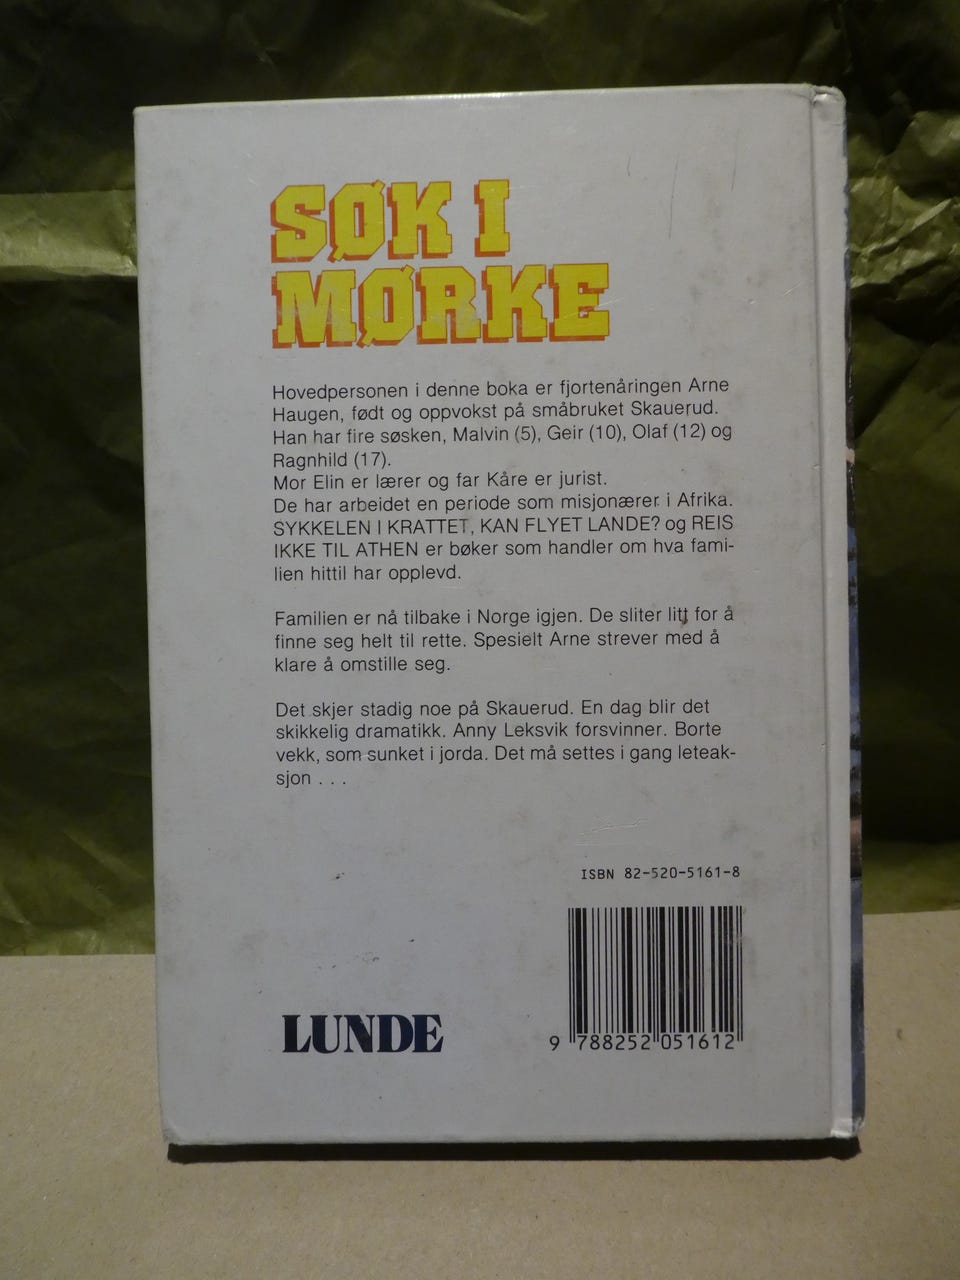 SØK I
MØRKE
Hovedpersonen i denne boka er fjortenåringen Arne
Haugen, født og oppvokst på småbruket Skauerud.
Han har fire søsken, Malvin (5), Geir (10), Olaf (12) og
Ragnhild (17).
Mor Elin er lærer og far Kåre er jurist.
De har arbeidet en periode som misjonærer i Afrika.
SYKKELEN I KRATTET, KAN FLYET LANDE? og REIS
IKKE TIL ATHEN er bøker som handler om hva fami-
lien hittil har opplevd.
Familien er nå tilbake i Norge igjen. De sliter litt for å
finne seg helt til rette. Spesielt Arne strever med å
klare å omstille seg.
Det skjer stadig noe på Skauerud. En dag blir det
skikkelig dramatikk. Anny Leksvik forsvinner. Borte
vekk, som sunket i jorda. Det må settes i gang leteak-
sjon . . .
ISBN 82-520-5161-8
9 788252 051612
LUNDE